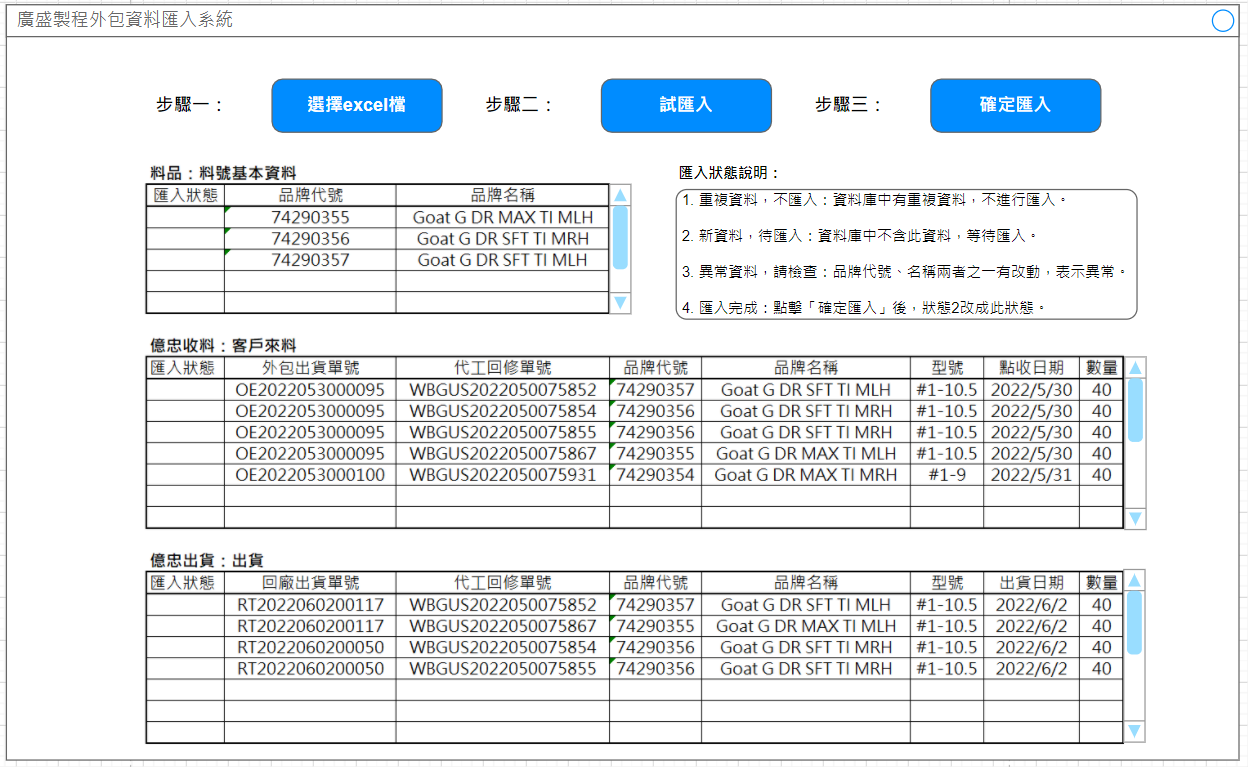 廣盛製程外包資料匯入系統
步驟一： 選擇excel檔 步驟二： 試匯入 步驟三： 確定匯入
料品：料號基本資料
匯入狀態 品牌代號 品牌名稱
74290355 Goat G DR MAX TI MLH
74290356 Goat G DR SFT TI MRH
74290357 Goat G DR SFT TI MLH
匯入狀態說明：
1. 重複資料，不匯入：資料庫中有重複資料，不進行匯入。
2. 新資料，待匯入：資料庫中不含此資料，等待匯入。
3. 異常資料，請檢查：品牌代號、名稱兩者之一有改動，表示異常。
4. 匯入完成：點擊「確定匯入」後，狀態2改成此狀態。
億忠收料：客戶來料
匯入狀態 外包出貨單號 代工回修單號 品牌代號 品牌名稱 型號 點收日期 數量
OE2022053000095 WBGUS2022050075852 74290357 Goat G DR SFT TI MLH #1-10.5 2022/5/30 40
OE2022053000095 WBGUS2022050075854 74290356 Goat G DR SFT TI MRH #1-10.5 2022/5/30 40
OE2022053000095 WBGUS2022050075855 74290356 Goat G DR SFT TI MRH #1-10.5 2022/5/30 40
OE2022053000095 WBGUS2022050075867 74290355 Goat G DR MAX TI MLH #1-10.5 2022/5/30 40
OE2022053000100 WBGUS2022050075931 74290354 Goat G DR MAX TI MRH #1-9 2022/5/31 40
億忠出貨：出貨
匯入狀態 回廠出貨單號 代工回修單號 品牌代號 品牌名稱 型號 出貨日期 數量
RT2022060200117 WBGUS2022050075852 74290357 Goat G DR SFT TI MLH #1-10.5 2022/6/2 40
RT2022060200117 WBGUS2022050075867 74290355 Goat G DR MAX TI MLH #1-10.5 2022/6/2 40
RT2022060200050 WBGUS2022050075854 74290356 Goat G DR SFT TI MRH #1-10.5 2022/6/2 40
RT2022060200050 WBGUS2022050075855 74290356 Goat G DR SFT TI MRH #1-10.5 2022/6/2 40